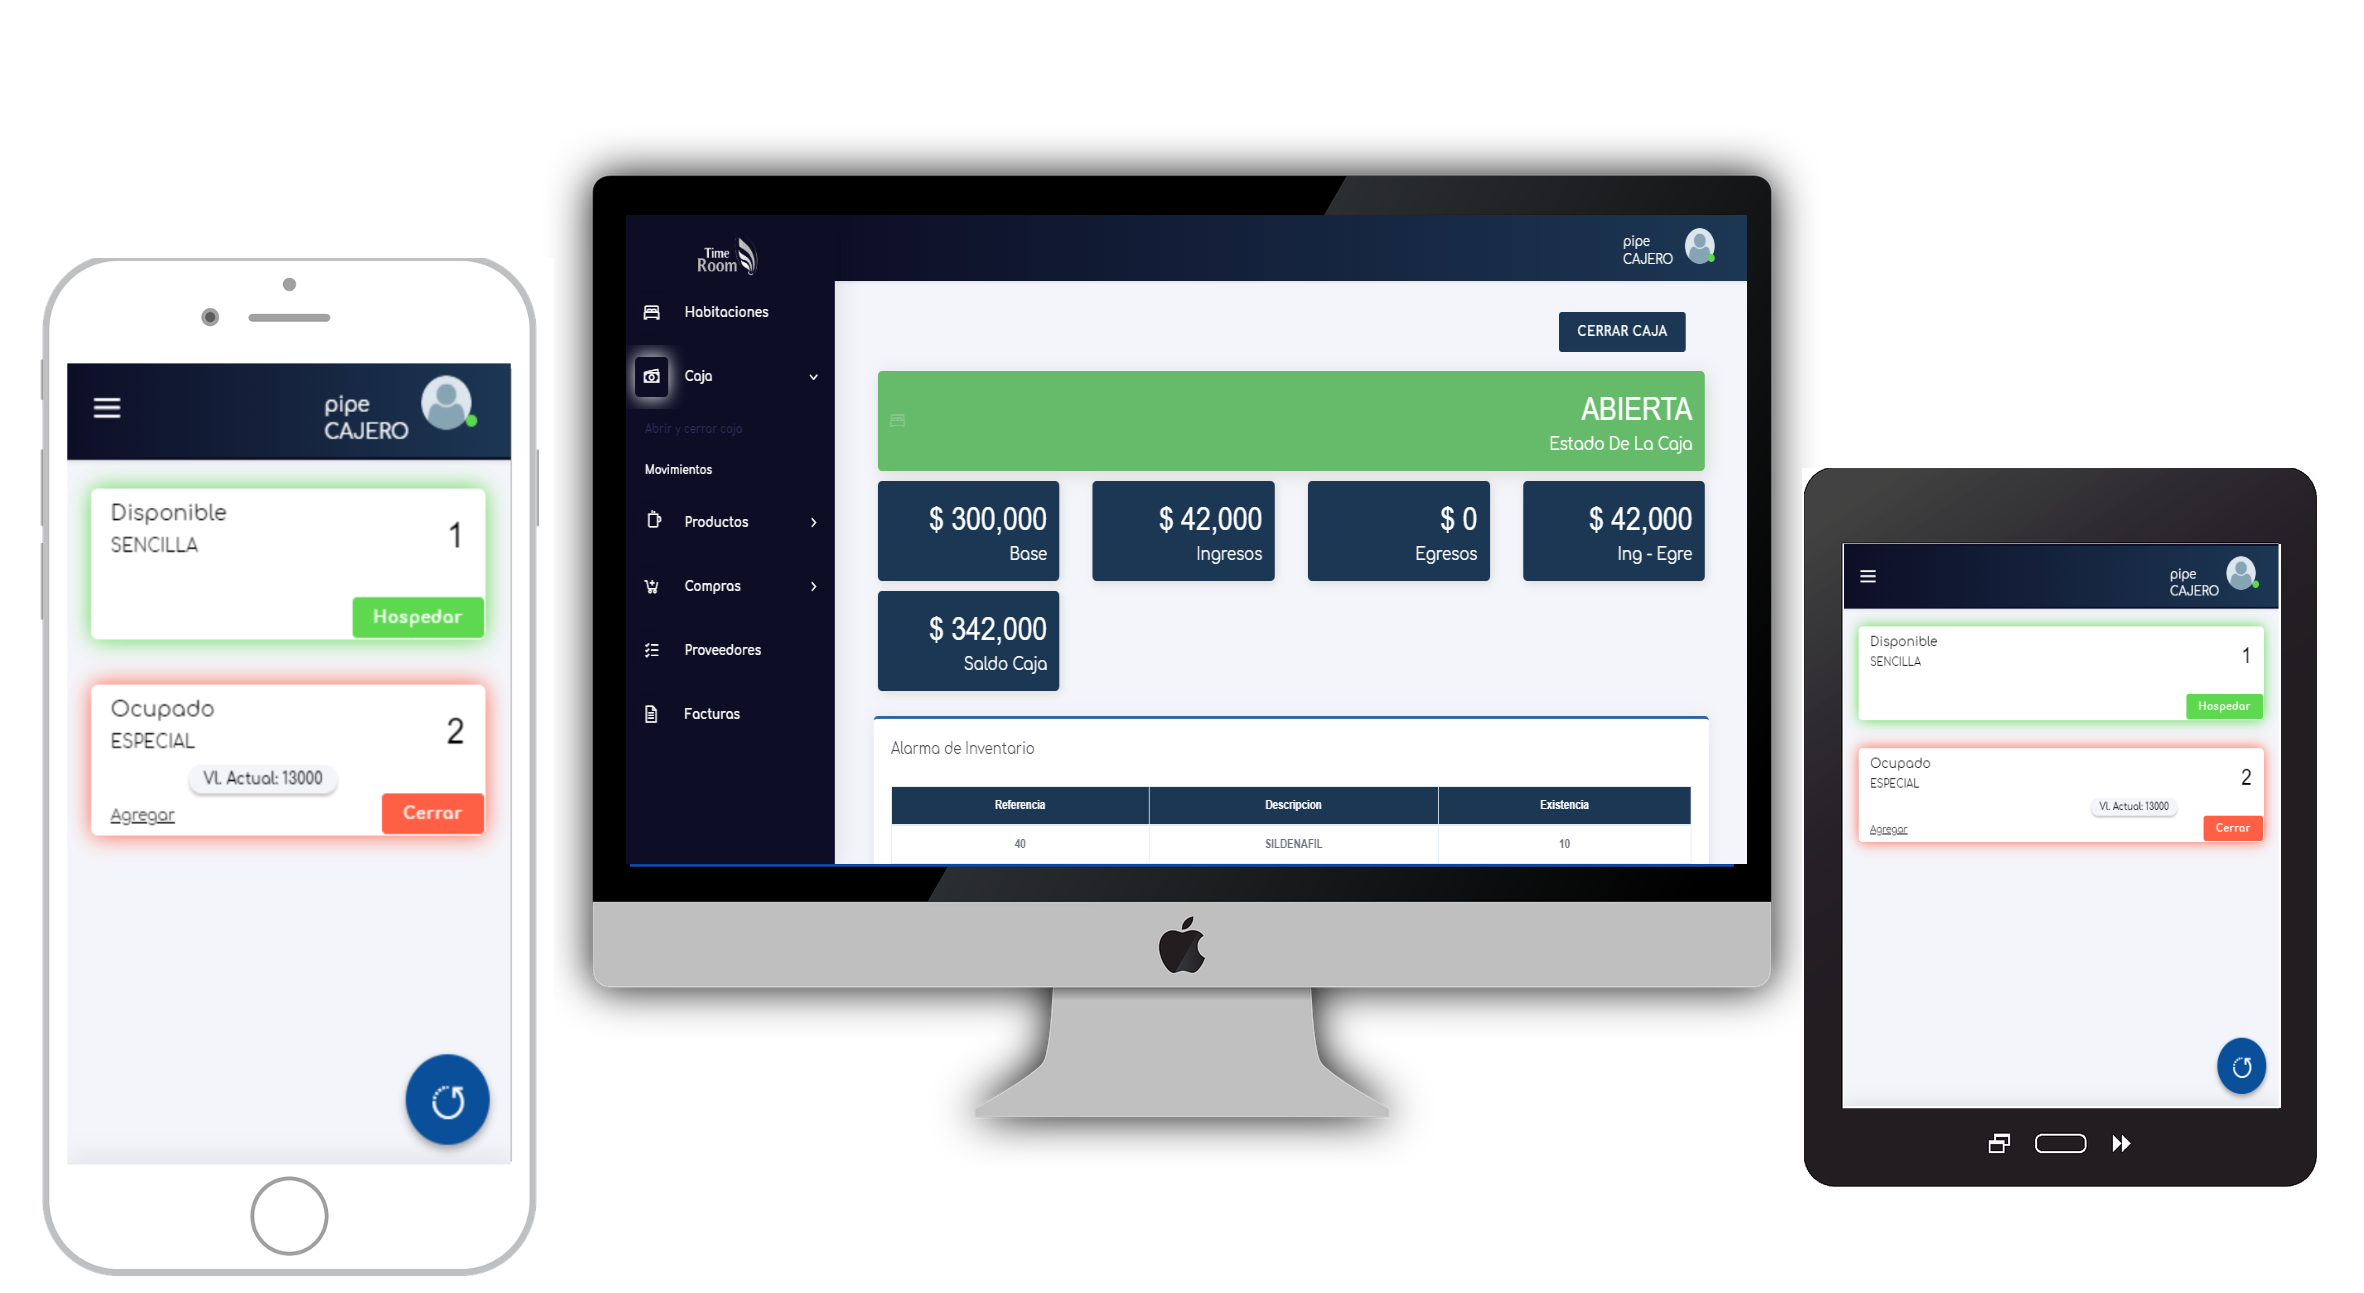 pipe
CAJERO
Disponible
SENCILLA
1
Hospedar
Ocupado
ESPECIAL
2
Vl. Actual: 13000
Agregar
Cerrar
Time
Room
pipe
CAJERO
Habitaciones
Caja
Abrir y cerrar caja
Movimientos
Productos
Compras
Proveedores
Facturas
CERRAR CAJA
ABIERTA
Estado De La Caja
$ 300,000
Base
$ 42,000
Ingresos
$ 0
Egresos
$ 42,000
Ing - Egre
$ 342,000
Saldo Caja
Alarma de Inventario
Referencia Descripcion Existencia
40 SILDENAFIL 10
pipe
CAJERO
Disponible
SENCILLA
1
Hospedar
Ocupado
ESPECIAL
2
Vl. Actual: 13000
Agregar
Cerrar